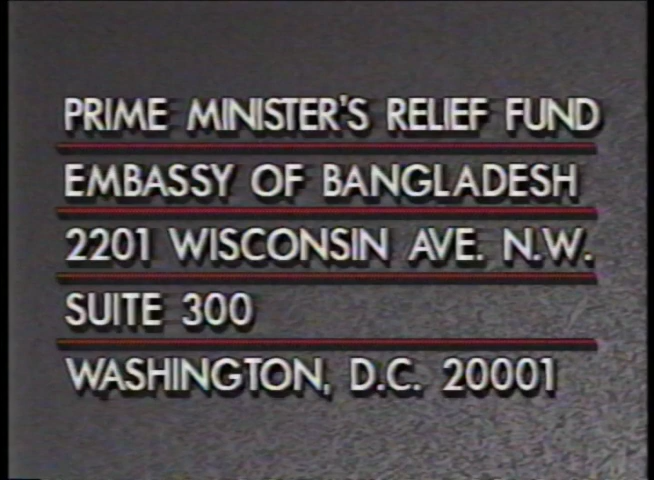 PRIME MINISTER'S RELIEF FUND
EMBASSY OF BANGLADESH
2201 WISCONSIN AVE. N.W.
SUITE 300
WASHINGTON, D.C. 20001